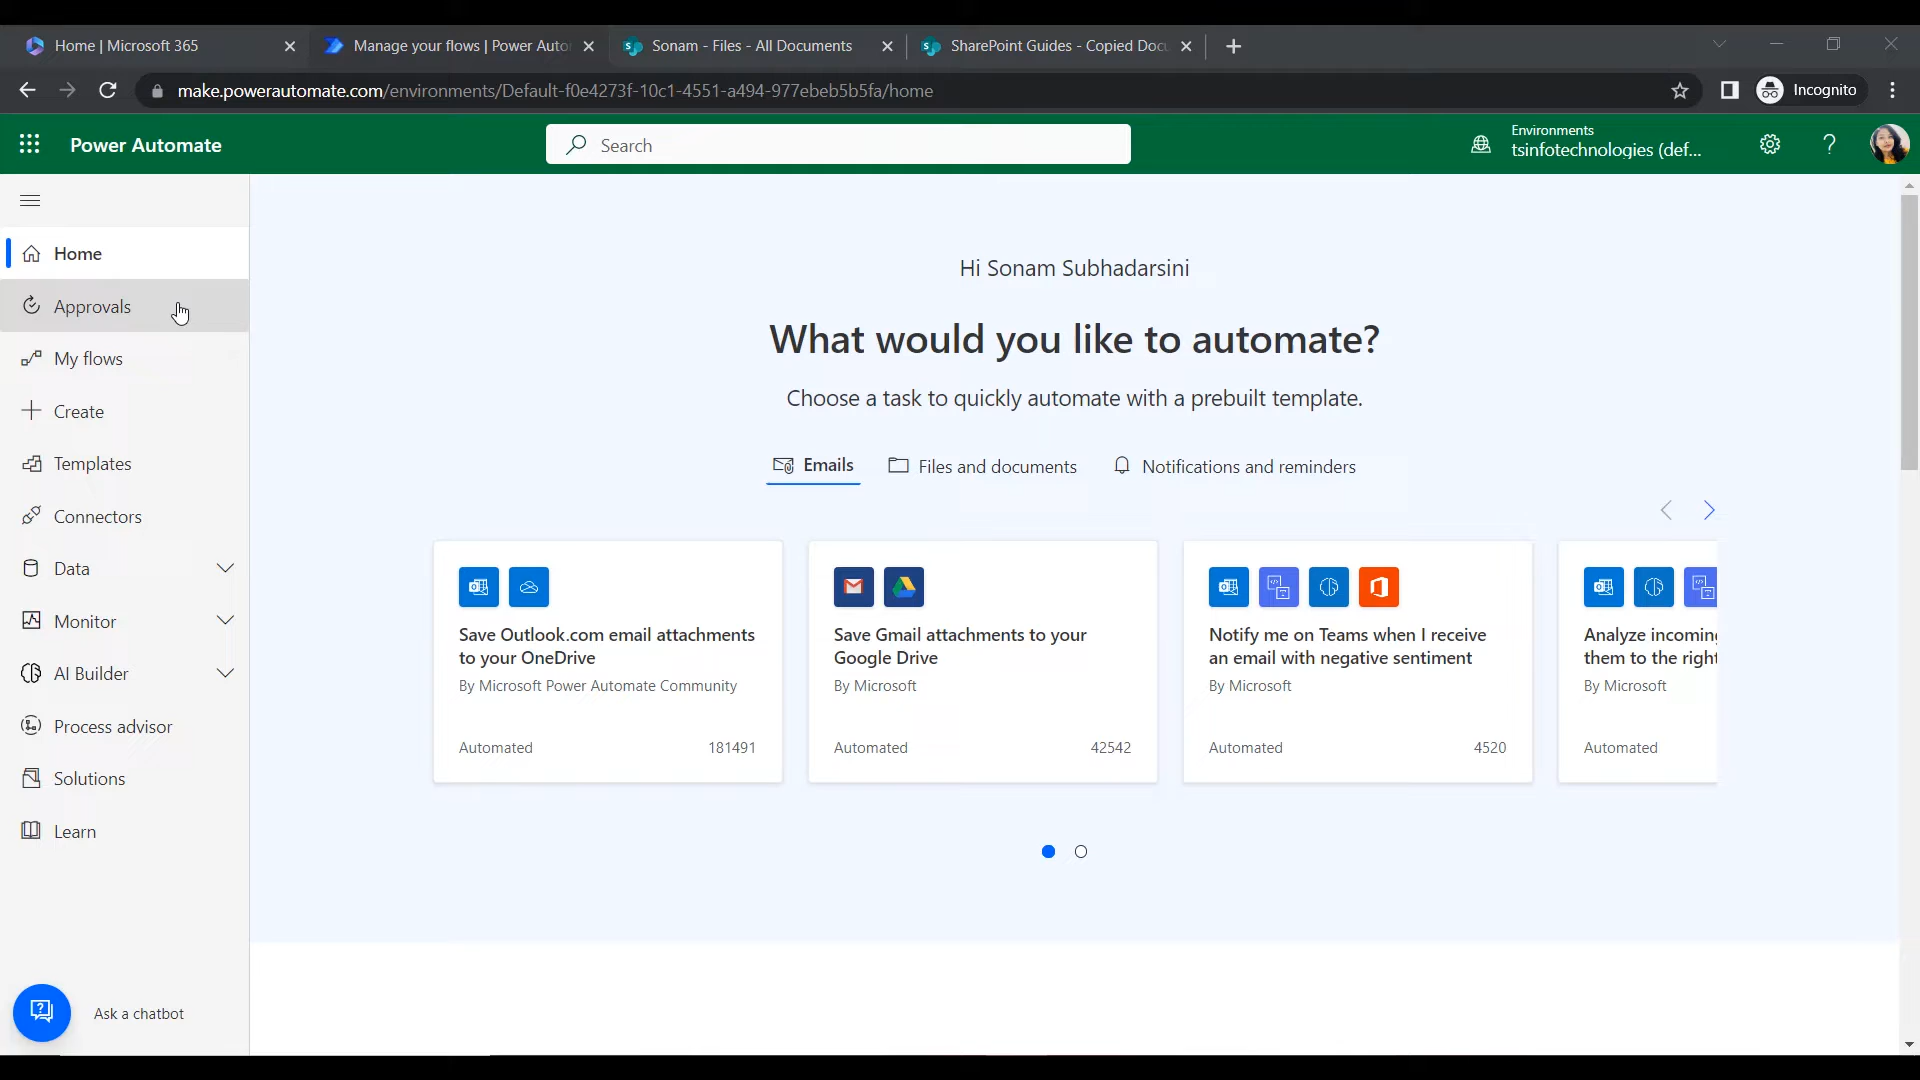 Home | Microsoft 365
Manage your flows | Power Auto
Sonam - Files - All Documents
SharePoint Guides - Copied Doc
make.powerautomate.com/environments/Default-f0e4273f-10c1-4551-a494-977ebeb5b5fa/home
Incognito
Power Automate
Search
Environments
tsinfotechnologies (def...
Home
Approvals
My flows
Create
Templates
Connectors
Data
Monitor
AI Builder
Process advisor
Solutions
Learn
Ask a chatbot
Hi Sonam Subhadarsini
What would you like to automate?
Choose a task to quickly automate with a prebuilt template.
Emails
Files and documents
Notifications and reminders
Save Outlook.com email attachments
to your OneDrive
By Microsoft Power Automate Community
Automated 181491
Save Gmail attachments to your
Google Drive
By Microsoft
Automated 42542
Notify me on Teams when I receive
an email with negative sentiment
By Microsoft
Automated 4520
Analyze incoming
them to the right
By Microsoft
Automated